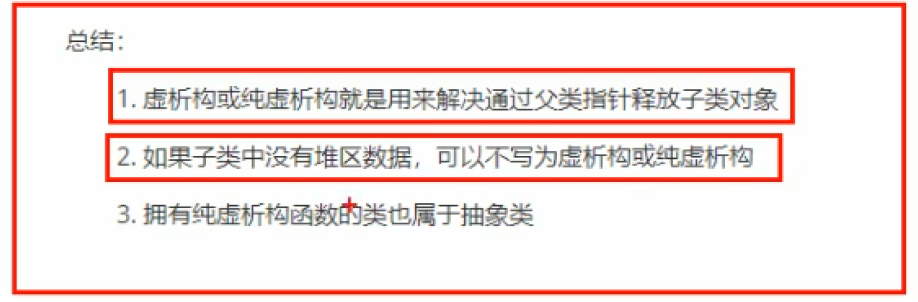 总结：
1. 虚析构或纯虚析构就是用来解决通过父类指针释放子类对象
2. 如果子类中没有堆区数据，可以不写为虚析构或纯虚析构
3. 拥有纯虚析构函数的类也属于抽象类